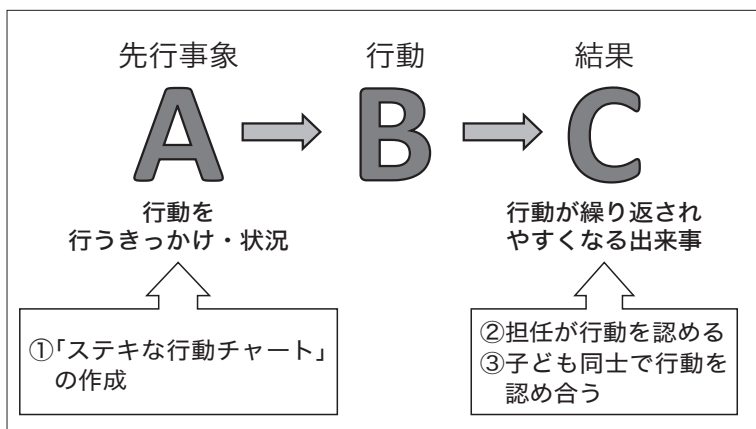 先行事象
行動
結果
A
B
C
行動を
行うきっかけ・状況
行動が繰り返され
やすくなる出来事
①「ステキな行動チャート」
の作成
②担任が行動を認める
③子ども同士で行動を
認め合う